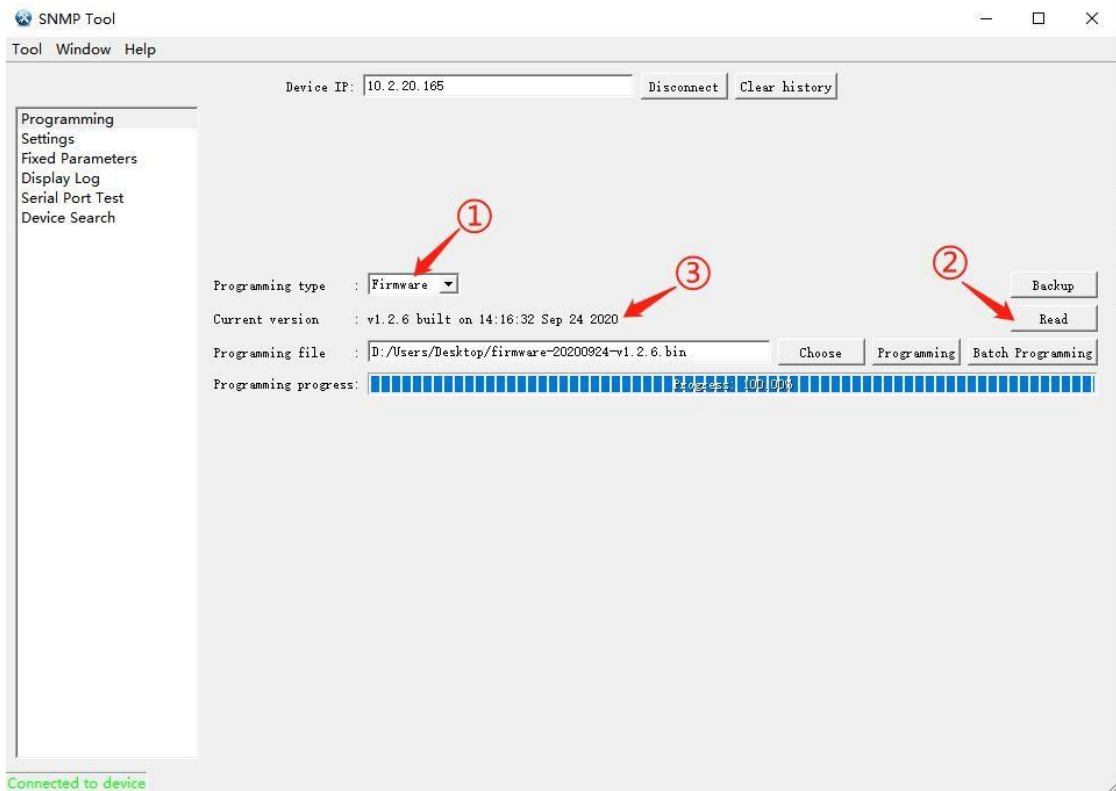 SNMP Tool
Tool Window Help
Device IP: 10.2.20.165 Disconnect Clear history
Programming
Settings
Fixed Parameters
Display Log
Serial Port Test
Device Search
①
②
③
Programming type : Firmware Backup
Current version : v1.2.6 built on 14:16:32 Sep 24 2020 Read
Programming file : D:/Users/Desktop/firmware-20200924-v1.2.6.bin Choose Programming Batch Programming
Programming progress: Progress: 100.00%
Connected to device